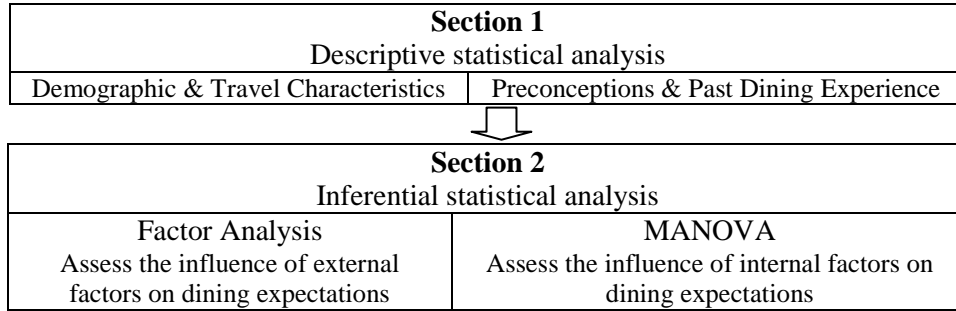 Section 1
Descriptive statistical analysis
Demographic & Travel Characteristics
Preconceptions & Past Dining Experience
Section 2
Inferential statistical analysis
Factor Analysis
Assess the influence of external
factors on dining expectations
MANOVA
Assess the influence of internal factors on
dining expectations